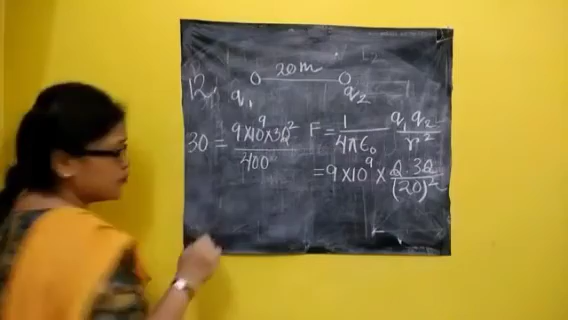 20m
12. q₁ q₂
30 = 9×10⁹×3Q² / 400
F = 1/4πϵ₀ q₁q₂/r²
= 9×10⁹ × Q·3Q/(20)²